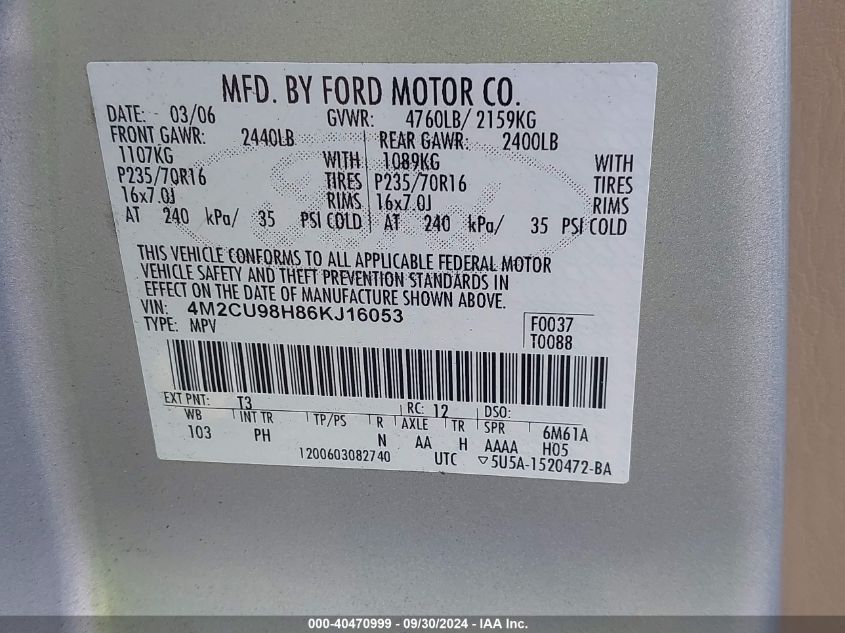 MFD. BY FORD MOTOR CO.
DATE: 03/06 GVWR: 4760LB/ 2159KG
FRONT GAWR: 2440LB REAR GAWR: 2400LB
1107KG WITH 1089KG WITH
P235/70R16 TIRES P235/70R16 TIRES
16x7.0J RIMS 16x7.0J RIMS
AT 240 kPa/ 35 PSI COLD AT 240 kPa/ 35 PSI COLD
THIS VEHICLE CONFORMS TO ALL APPLICABLE FEDERAL MOTOR
VEHICLE SAFETY AND THEFT PREVENTION STANDARDS IN
EFFECT ON THE DATE OF MANUFACTURE SHOWN ABOVE.
VIN: 4M2CU98H86KJ16053 F0037
TYPE: MPV T0088
EXT PNT: T3 RC: 12 DSO:
WB INT TR TP/PS R AXLE TR SPR 6M61A
103 PH N AA H AAAA H05
1200603082740 UTC ▽5U5A-1520472-BA
000-40470999 - 09/30/2024 - IAA Inc.